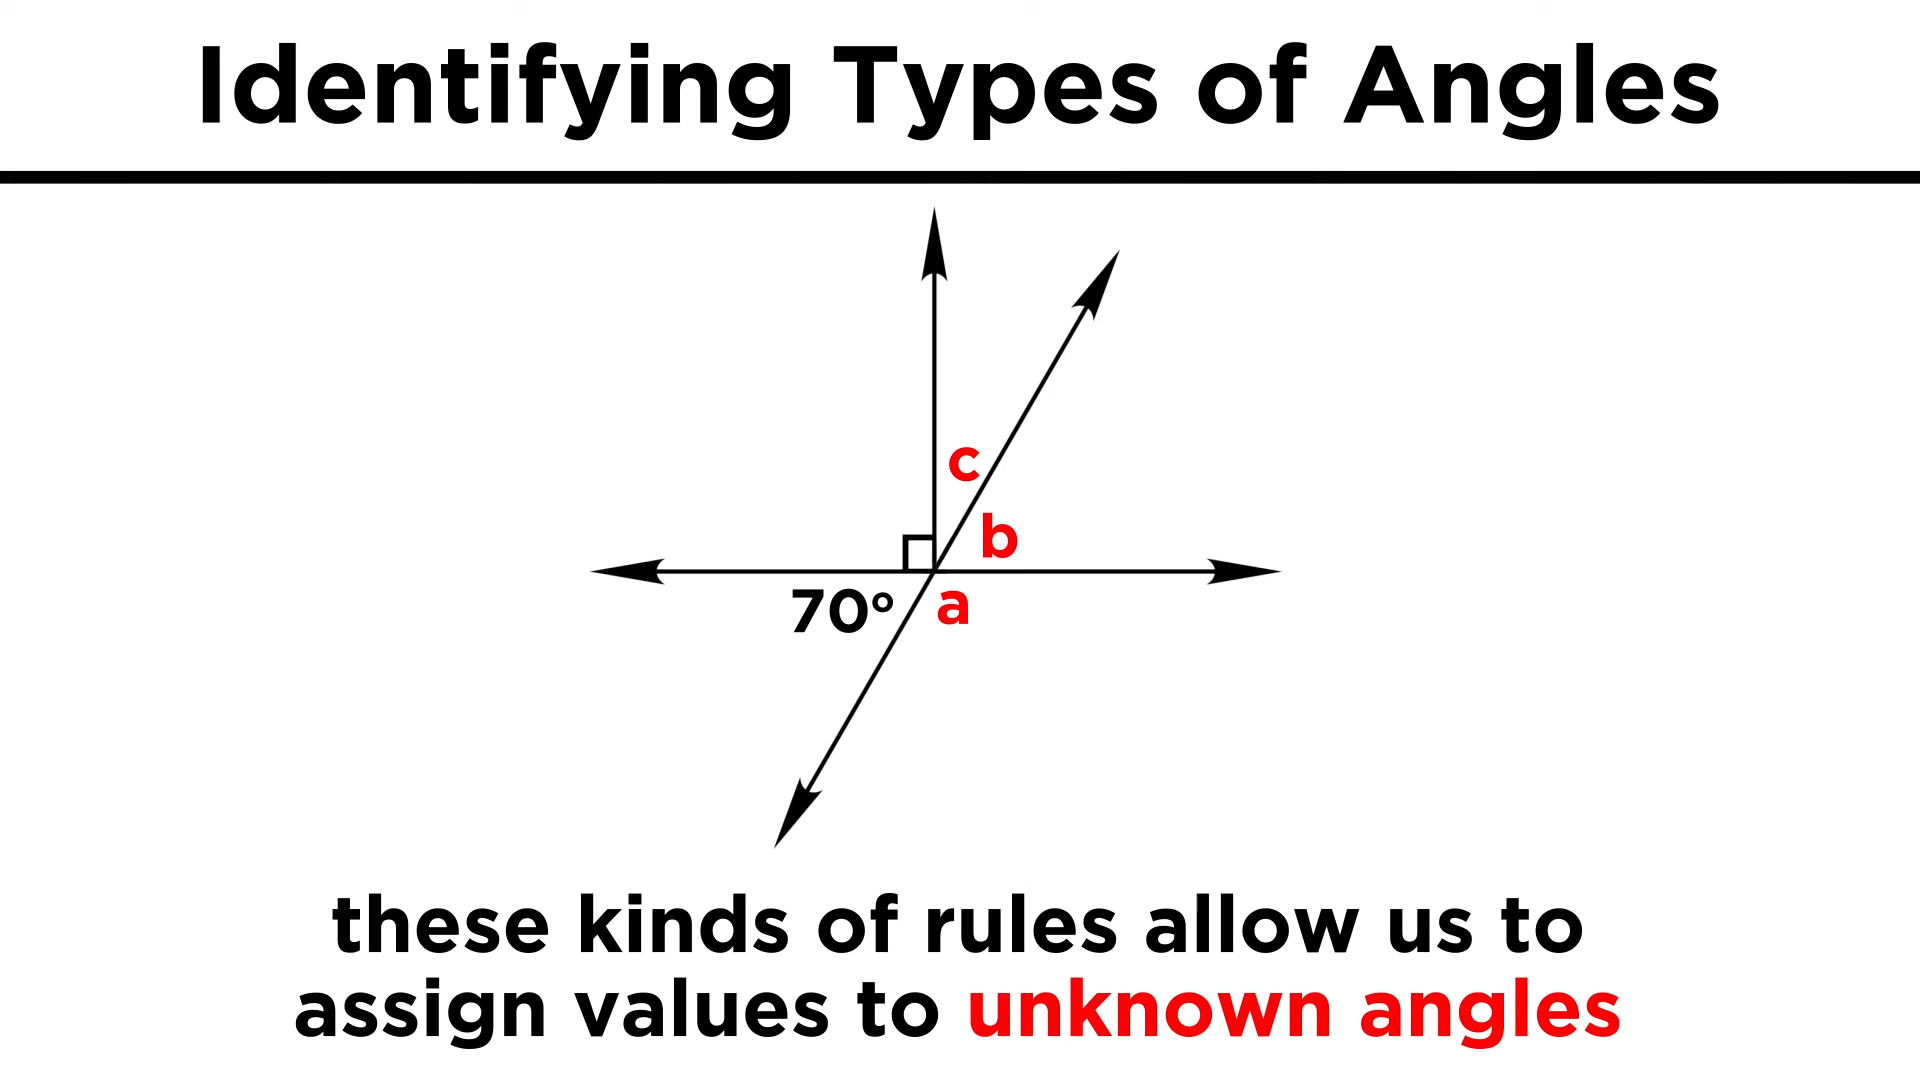 Identifying Types of Angles
c
b
70° a
these kinds of rules allow us to
assign values to unknown angles